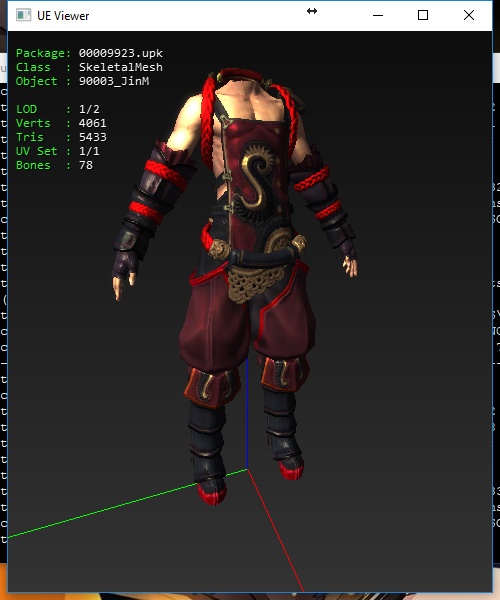 UE Viewer
Package: 00009923.upk
Class : SkeletalMesh
Object : 90003_JinM
LOD : 1/2
Verts : 4061
Tris : 5433
UV Set : 1/1
Bones : 78